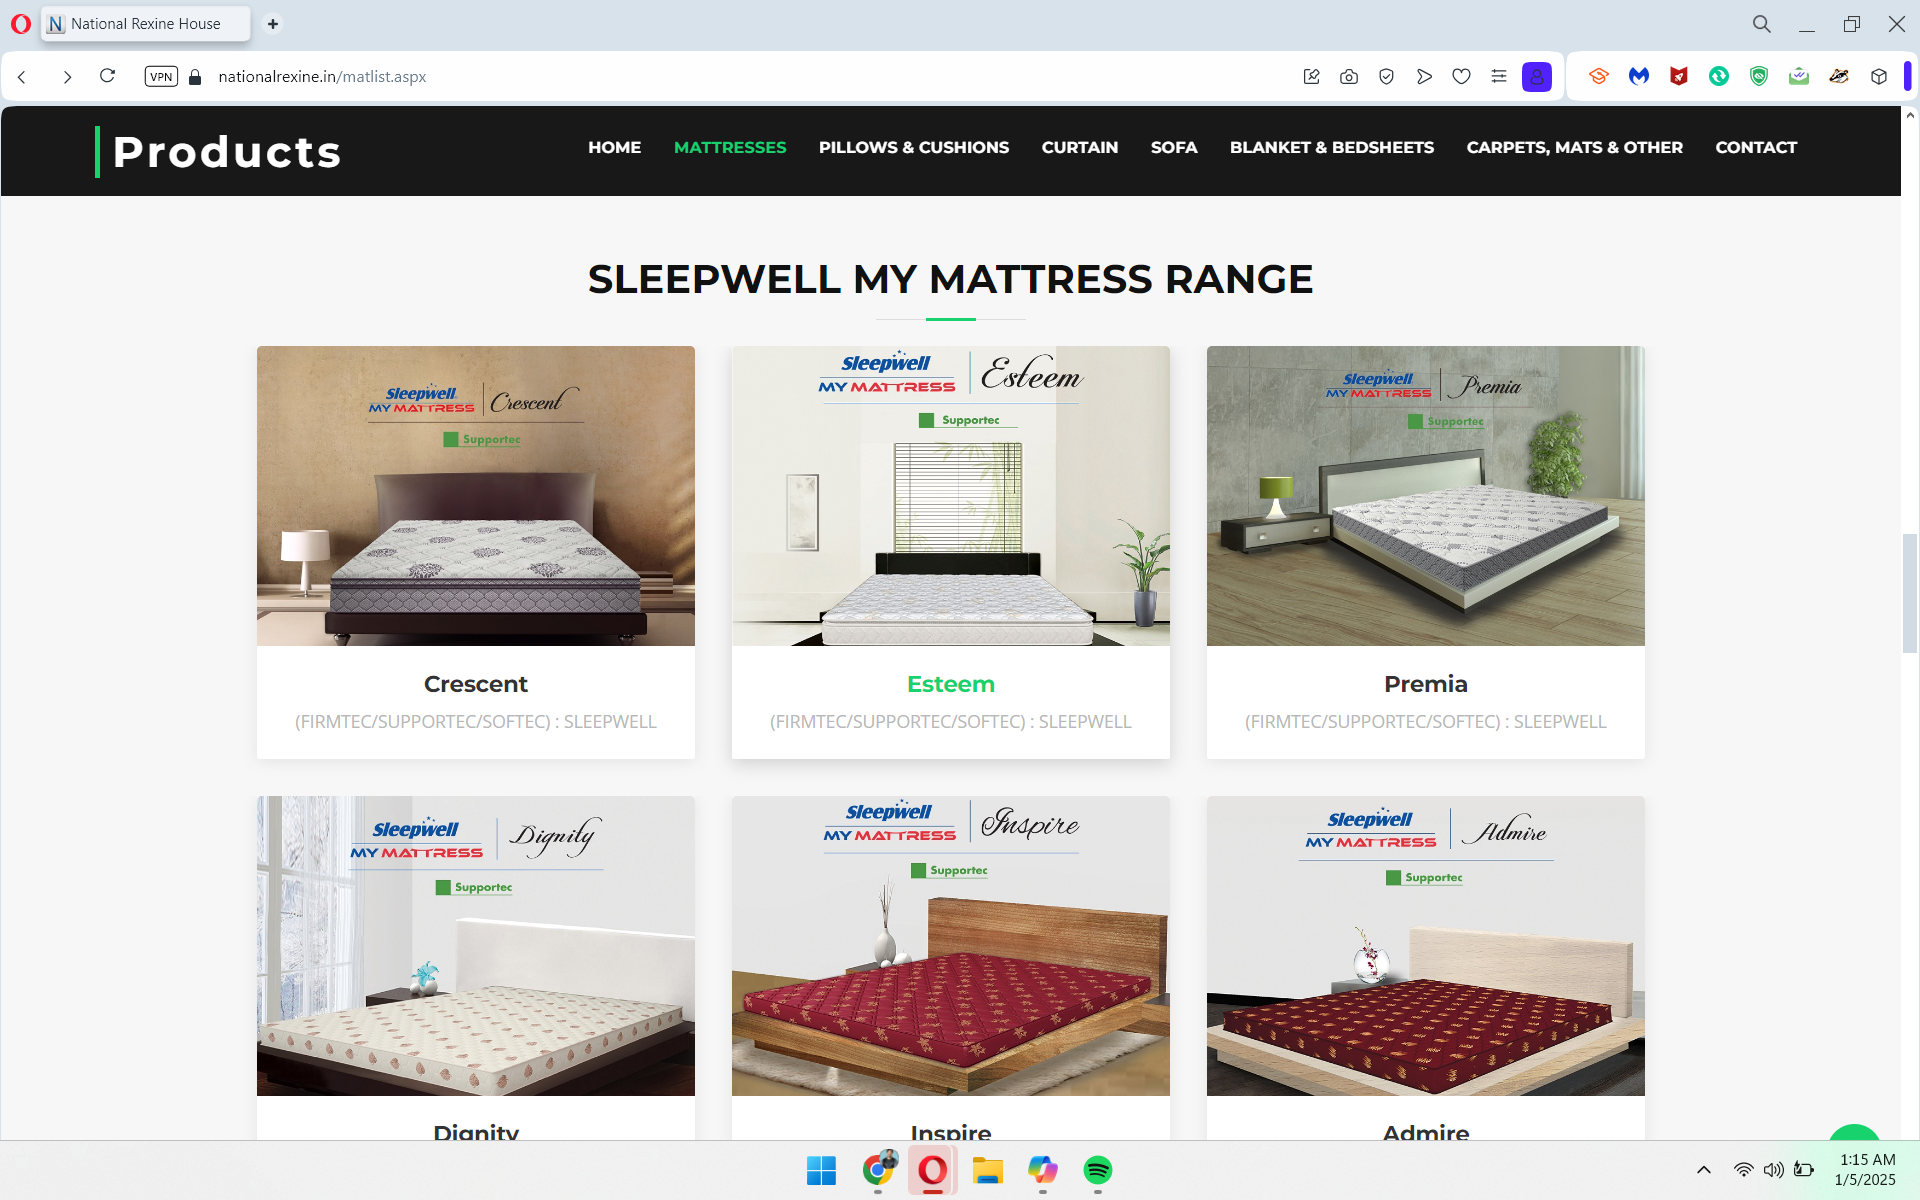 National Rexine House
VPN
nationalrexine.in/matlist.aspx
Products
HOME
MATTRESSES
PILLOWS & CUSHIONS
CURTAIN
SOFA
BLANKET & BEDSHEETS
CARPETS, MATS & OTHER
CONTACT
SLEEPWELL MY MATTRESS RANGE
Sleepwell
MY MATTRESS
Crescent
Supportec
Crescent
(FIRMTEC/SUPPORTEC/SOFTEC) : SLEEPWELL
Sleepwell
MY MATTRESS
Esteem
Supportec
Esteem
(FIRMTEC/SUPPORTEC/SOFTEC) : SLEEPWELL
Sleepwell
MY MATTRESS
Premia
Supportec
Premia
(FIRMTEC/SUPPORTEC/SOFTEC) : SLEEPWELL
Sleepwell
MY MATTRESS
Dignity
Supportec
Dignity
Sleepwell
MY MATTRESS
Inspire
Supportec
Inspire
Sleepwell
MY MATTRESS
Admire
Supportec
Admire
1:15 AM
1/5/2025